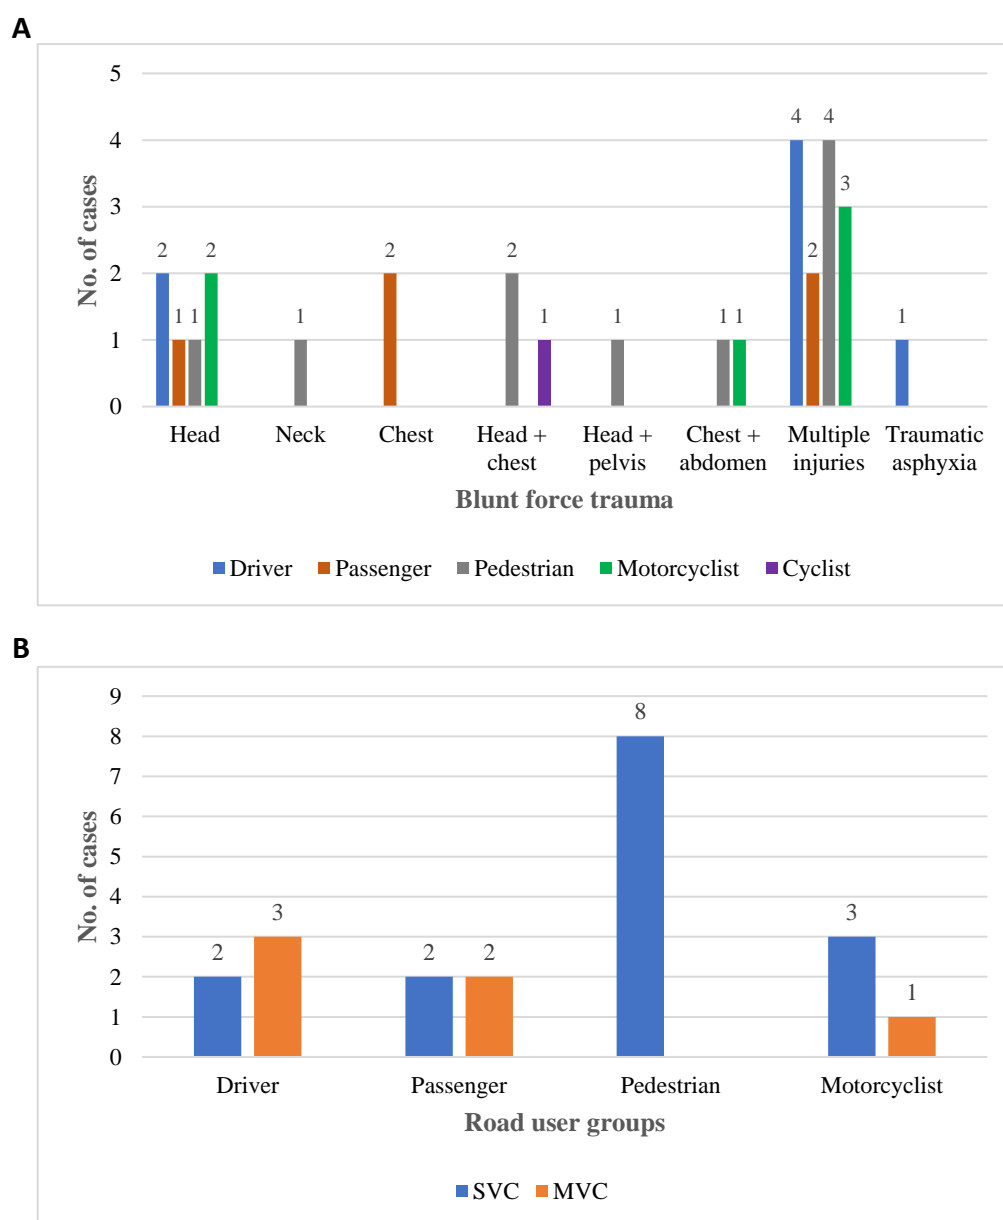 A
5
4
3
2
1
0
No. of cases
2 1 1 2
1
2
2 1
1
1 1
4 2 4 3
1
Head Neck Chest Head + chest Head + pelvis Chest + abdomen Multiple injuries Traumatic asphyxia
Blunt force trauma
Driver Passenger Pedestrian Motorcyclist Cyclist
B
9
8
7
6
5
4
3
2
1
0
No. of cases
2 3
2 2
8
3 1
Driver Passenger Pedestrian Motorcyclist
Road user groups
SVC MVC